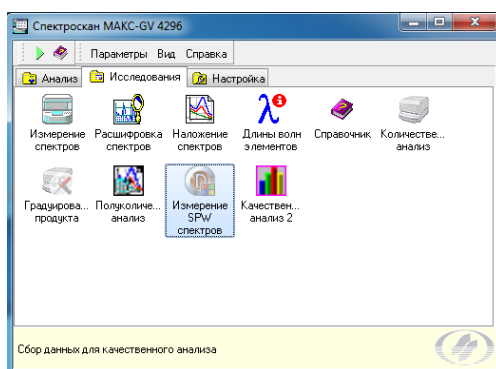 Спектроскан МАКС-GV 4296
Параметры Вид Справка
Анализ Исследования Настройка
λ
Измерение спектров
Расшифровка спектров
Наложение спектров
Длины волн элементов
Справочник
Количестве... анализ
Градуирова... продукта
Полуколиче... анализ
Измерение SPW спектров
Качествен... анализ 2
Сбор данных для качественного анализа